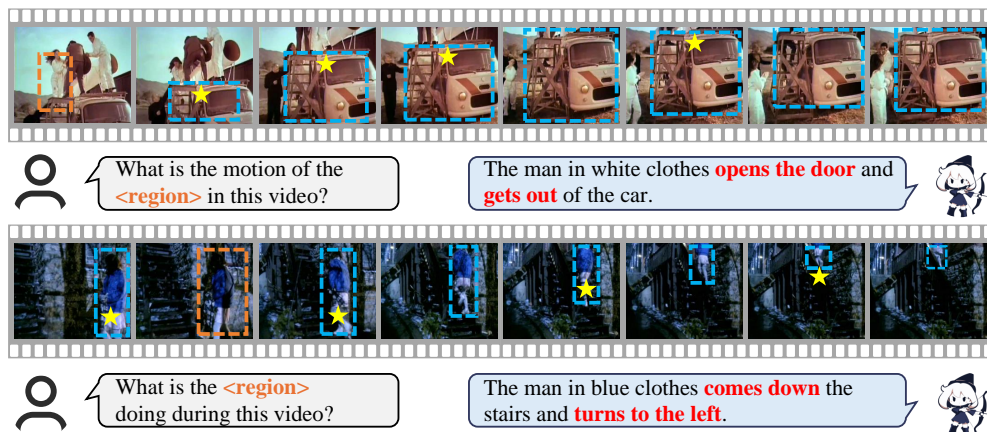 What is the motion of the
<region> in this video?
The man in white clothes opens the door and
gets out of the car.
What is the <region>
doing during this video?
The man in blue clothes comes down the
stairs and turns to the left.